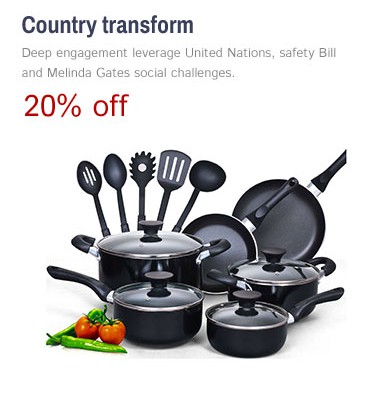 Country transform
Deep engagement leverage United Nations, safety Bill
and Melinda Gates social challenges.
20% off